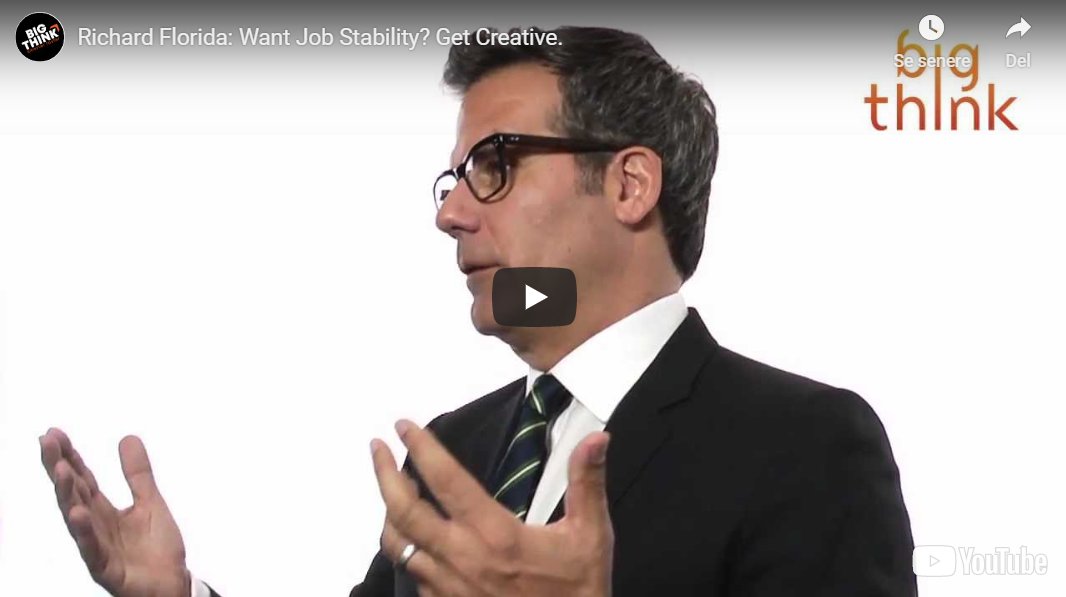 BIG
THINK
Richard Florida: Want Job Stability? Get Creative.
Se senere
Del
big
think
YouTube